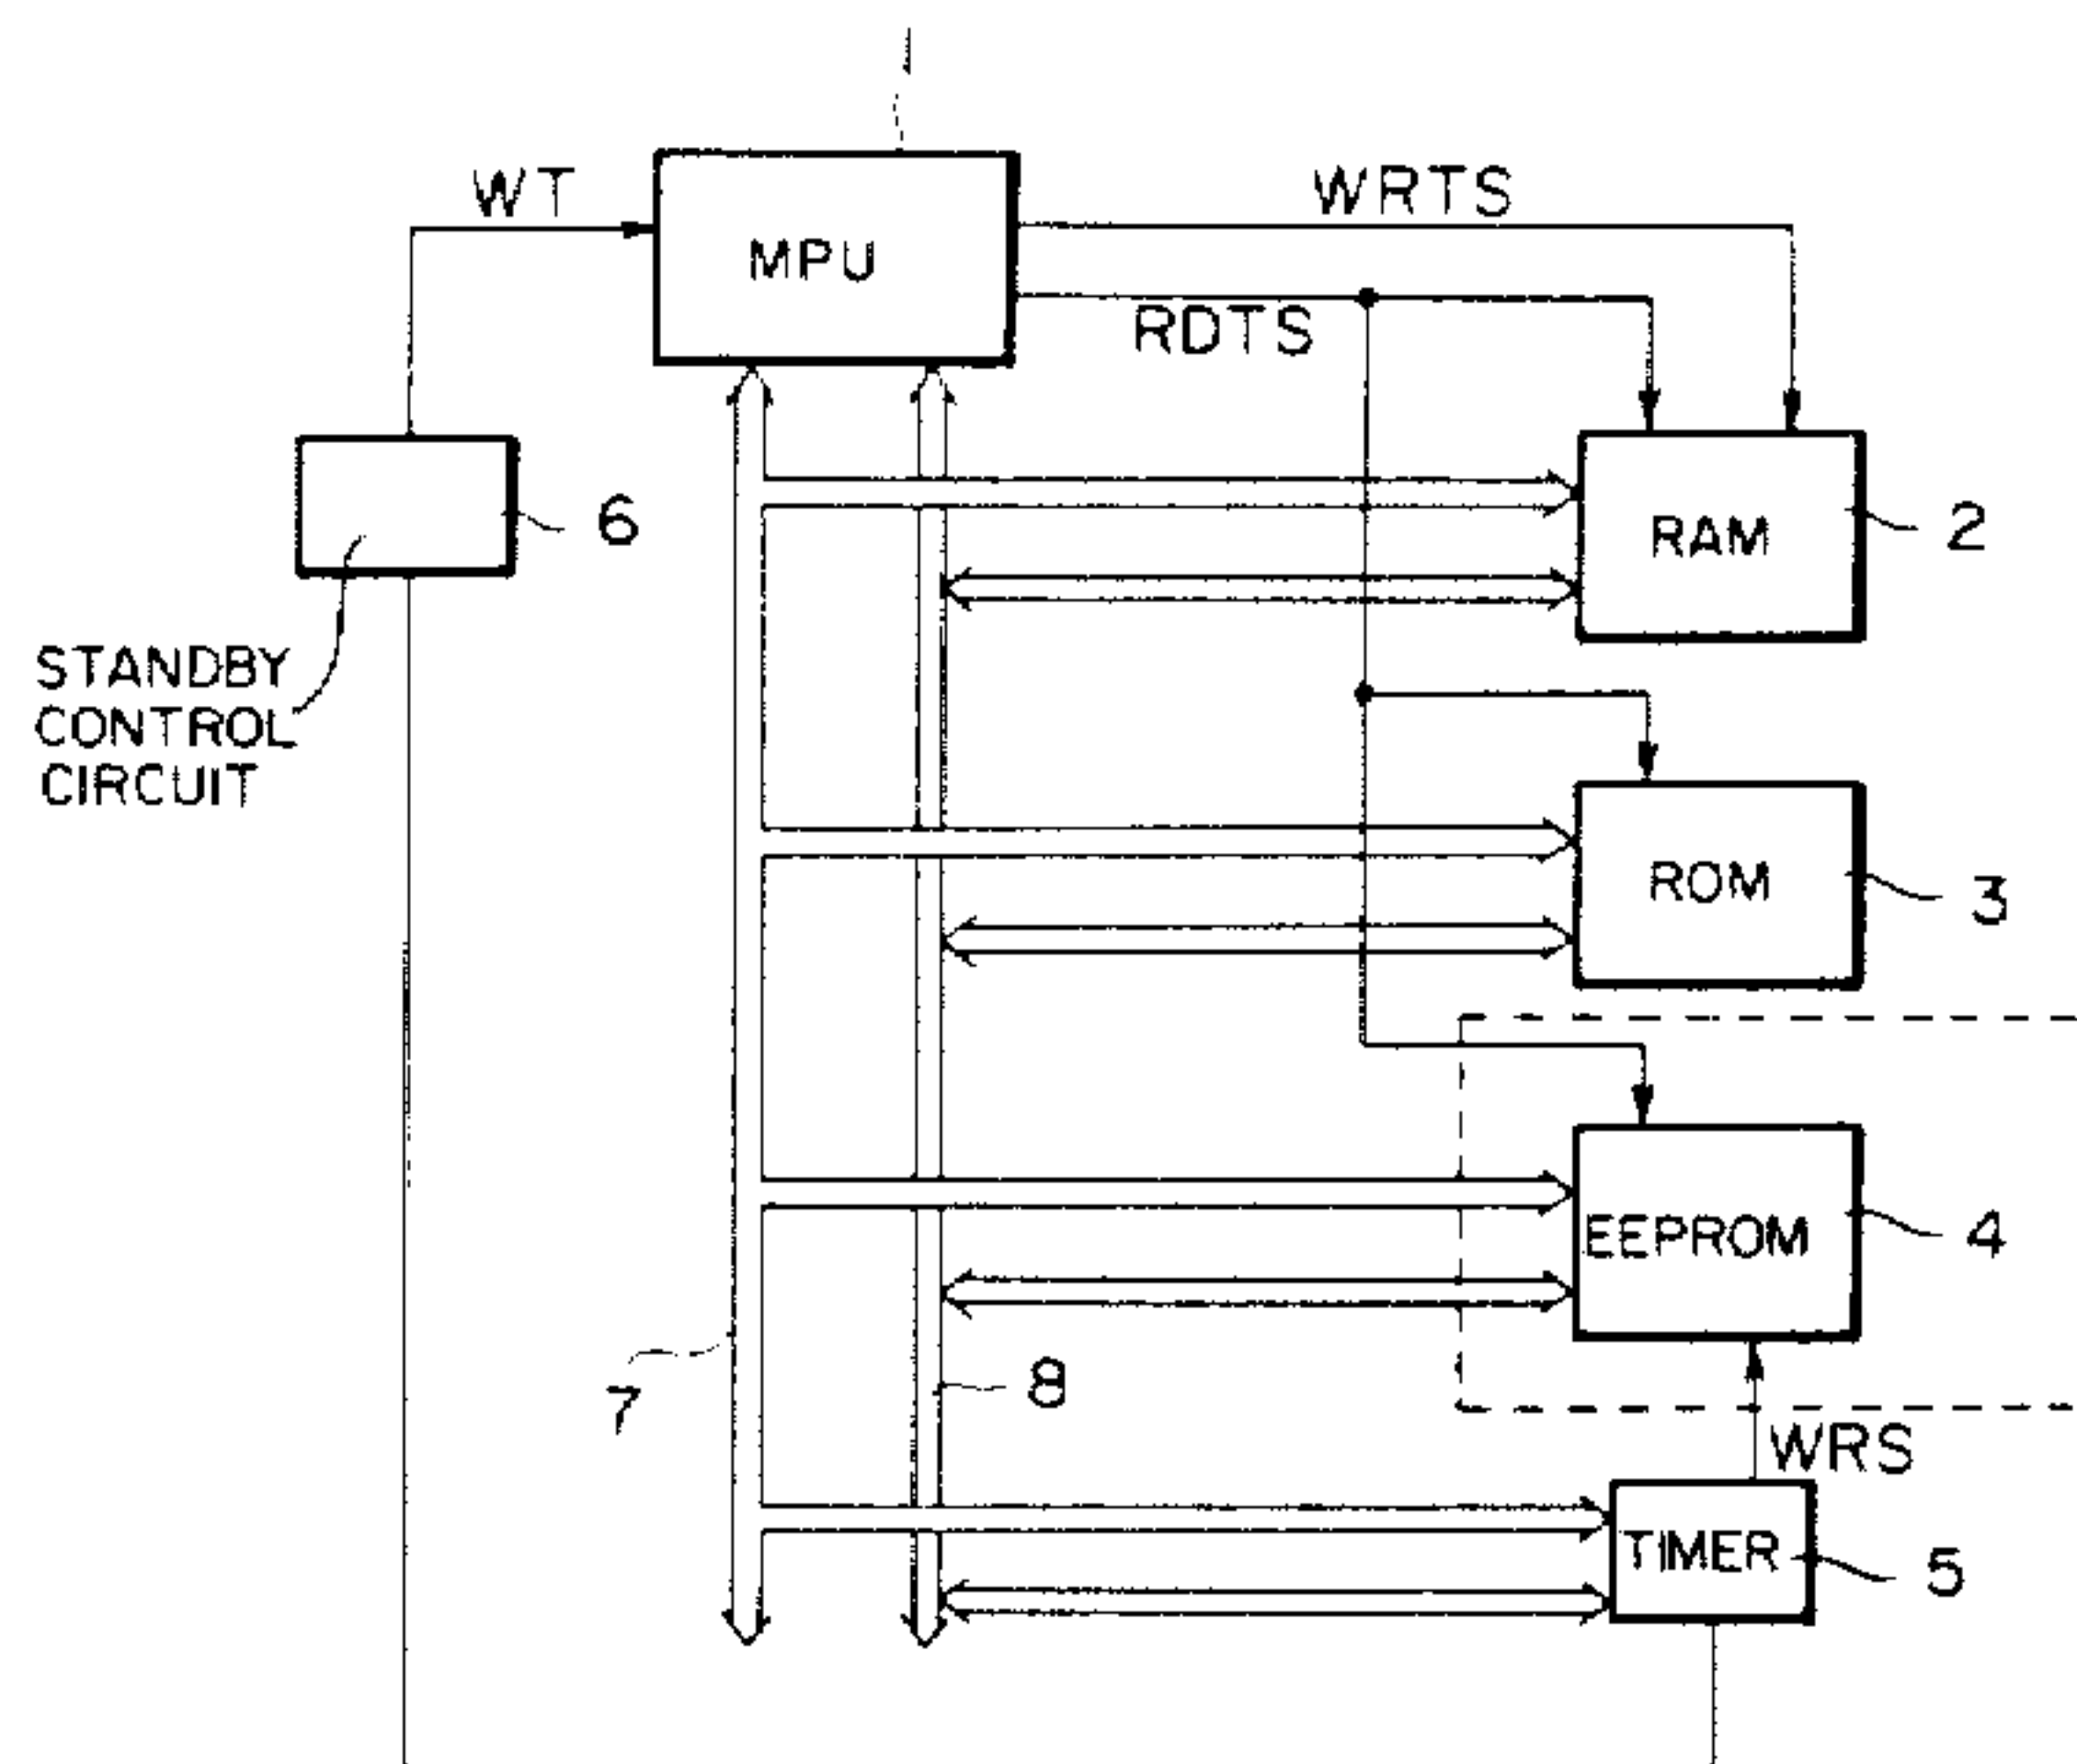 1
WT
WRTS
MPU
RDTS
6
RAM
2
STANDBY
CONTROL
CIRCUIT
ROM
3
EEPROM
4
7
8
WRS
TIMER
5